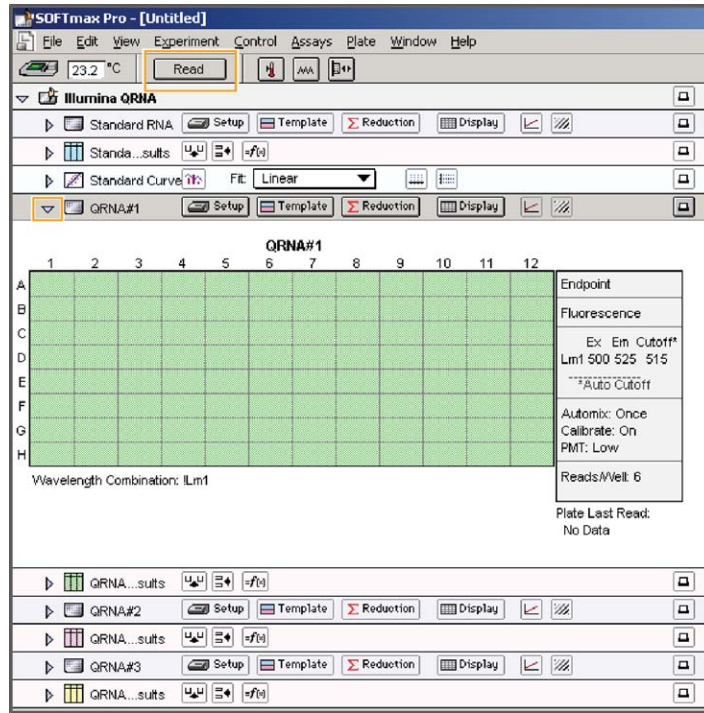 SOFTmax Pro - [Untitled]
File Edit View Experiment Control Assays Plate Window Help
23.2 °C Read
Illumina QRNA
Standard RNA Setup Template Reduction Display
Standa...sults =f(x)
Standard Curve Fit: Linear
QRNA#1 Setup Template Reduction Display
QRNA#1
1 2 3 4 5 6 7 8 9 10 11 12
A
B
C
D
E
F
G
H
Endpoint
Fluorescence
Ex Em Cutoff*
Lm1 500 525 515
*Auto Cutoff
Automix: Once
Calibrate: On
PMT: Low
Reads/Well: 6
Wavelength Combination: !Lm1
Plate Last Read:
No Data
QRNA...sults =f(x)
QRNA#2 Setup Template Reduction Display
QRNA...sults =f(x)
QRNA#3 Setup Template Reduction Display
QRNA...sults =f(x)